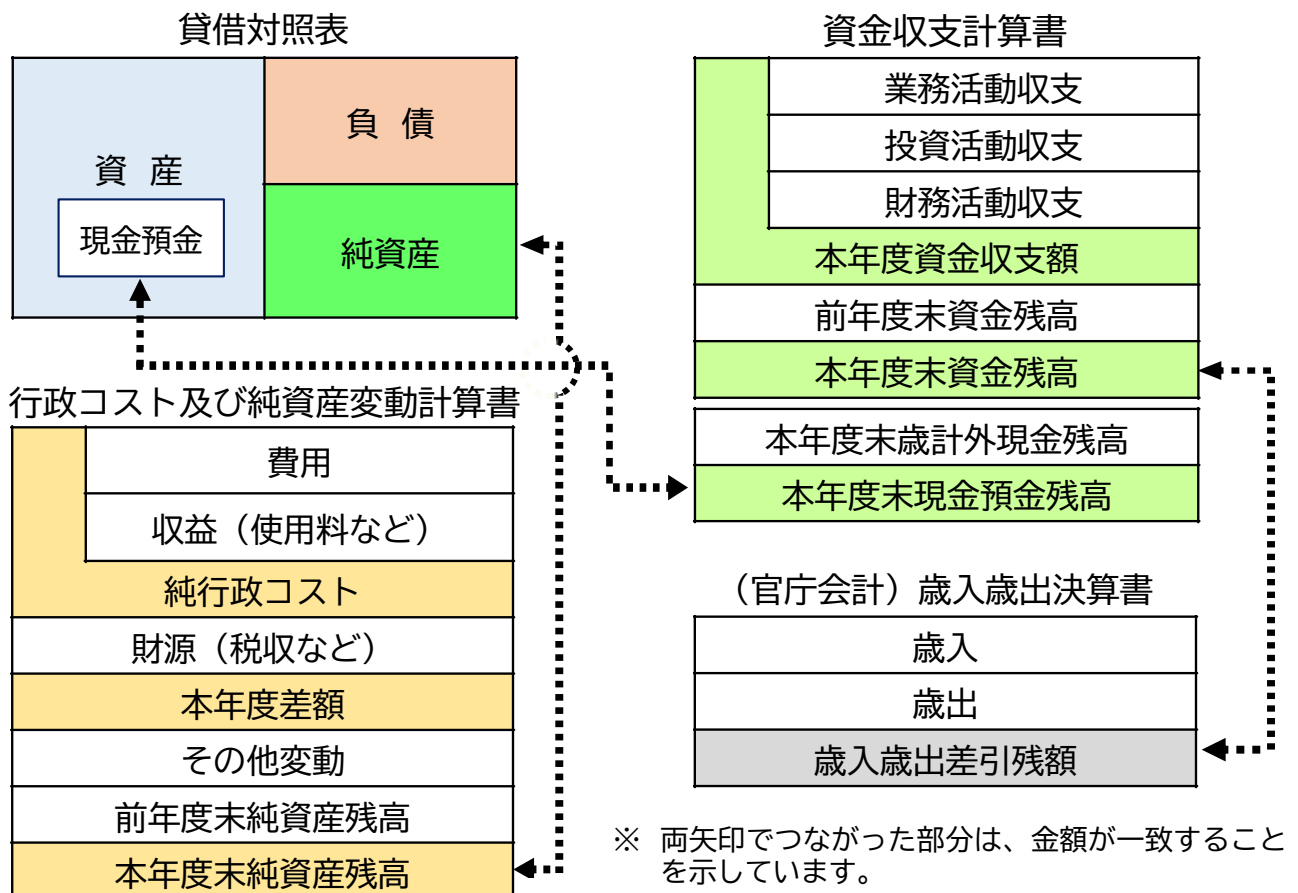 貸借対照表
資 産
現金預金
負 債
純資産
行政コスト及び純資産変動計算書
費用
収益（使用料など）
純行政コスト
財源（税収など）
本年度差額
その他変動
前年度末純資産残高
本年度末純資産残高
資金収支計算書
業務活動収支
投資活動収支
財務活動収支
本年度資金収支額
前年度末資金残高
本年度末資金残高
本年度末歳計外現金残高
本年度末現金預金残高
（官庁会計）歳入歳出決算書
歳入
歳出
歳入歳出差引残額
※ 両矢印でつながった部分は、金額が一致すること
を示しています。